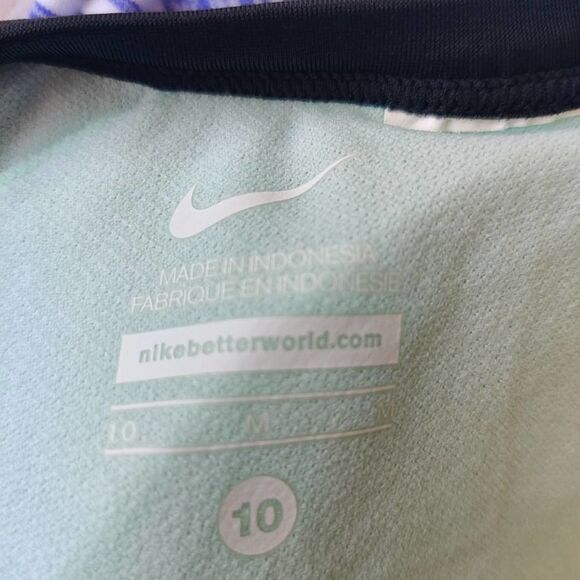 MADE IN INDONESIA
FABRIQUE EN INDONESIE
nikebetterworld.com
10 M M
10